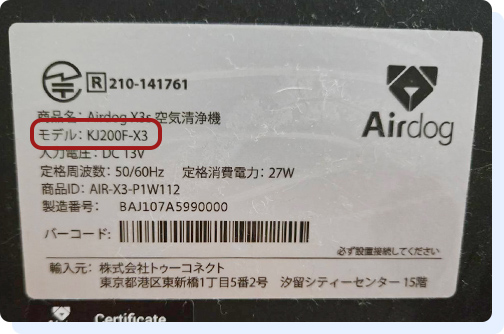 R 210-141761
Airdog
商品名: Airdog X3s 空気清浄機
モデル: KJ200F-X3
入力電圧: DC 13V
定格周波数: 50/60Hz 定格消費電力: 27W
商品ID: AIR-X3-P1W112
製造番号: BAJ107A5990000
バーコード:
必ず設置してください
輸入元: 株式会社トゥーコネクト
東京都港区東新橋1丁目5番2号 汐留シティーセンター 15階
Certificate